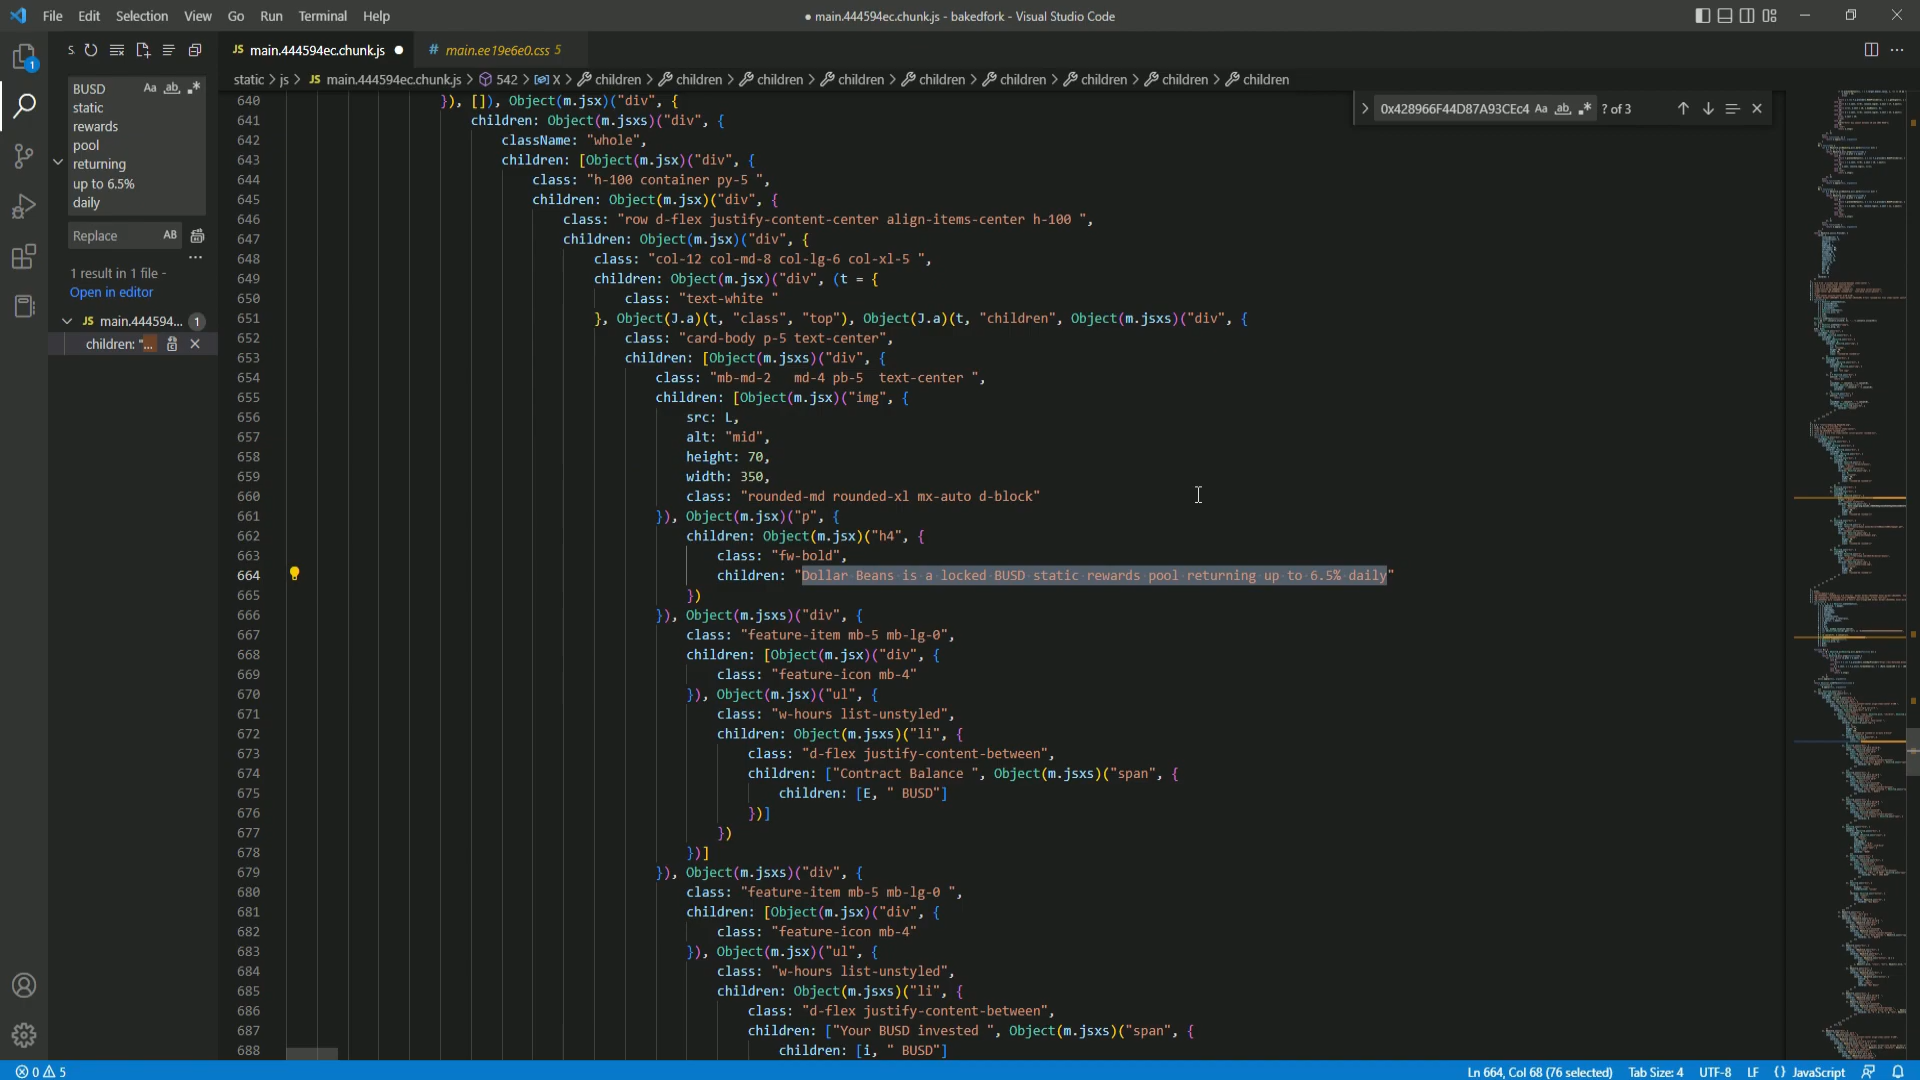 File Edit Selection View Go Run Terminal Help
● main.444594ec.chunk.js - bakedfork - Visual Studio Code
S
JS main.444594ec.chunk.js ●
# main.ee19e6e0.css 5
static > js > JS main.444594ec.chunk.js > 542 > X > children > children > children > children > children > children > children > children > children
1
BUSD
static
rewards
pool
returning
up to 6.5%
daily
Aa ab
Replace AB
...
1 result in 1 file -
Open in editor
JS main.444594... 1
children: "...
0x428966F44D87A93CEc4 Aa ab ? of 3
640 }), []), Object(m.jsx)("div", {
641 children: Object(m.jsxs)("div", {
642 className: "whole",
643 children: [Object(m.jsx)("div", {
644 class: "h-100 container py-5 ",
645 children: Object(m.jsx)("div", {
646 class: "row d-flex justify-content-center align-items-center h-100 ",
647 children: Object(m.jsx)("div", {
648 class: "col-12 col-md-8 col-lg-6 col-xl-5 ",
649 children: Object(m.jsx)("div", (t = {
650 class: "text-white "
651 }, Object(J.a)(t, "class", "top"), Object(J.a)(t, "children", Object(m.jsxs)("div", {
652 class: "card-body p-5 text-center",
653 children: [Object(m.jsxs)("div", {
654 class: "mb-md-2   md-4 pb-5  text-center ",
655 children: [Object(m.jsx)("img", {
656 src: L,
657 alt: "mid",
658 height: 70,
659 width: 350,
660 class: "rounded-md rounded-xl mx-auto d-block"
661 }), Object(m.jsx)("p", {
662 children: Object(m.jsx)("h4", {
663 class: "fw-bold",
664 children: "Dollar Beans is a locked BUSD static rewards pool returning up to 6.5% daily"
665 })
666 }), Object(m.jsxs)("div", {
667 class: "feature-item mb-5 mb-lg-0",
668 children: [Object(m.jsx)("div", {
669 class: "feature-icon mb-4"
670 }), Object(m.jsx)("ul", {
671 class: "w-hours list-unstyled",
672 children: Object(m.jsxs)("li", {
673 class: "d-flex justify-content-between",
674 children: ["Contract Balance ", Object(m.jsxs)("span", {
675 children: [E, " BUSD"]
676 })]
677 })
678 })]
679 }), Object(m.jsxs)("div", {
680 class: "feature-item mb-5 mb-lg-0 ",
681 children: [Object(m.jsx)("div", {
682 class: "feature-icon mb-4"
683 }), Object(m.jsx)("ul", {
684 class: "w-hours list-unstyled",
685 children: Object(m.jsxs)("li", {
686 class: "d-flex justify-content-between",
687 children: ["Your BUSD invested ", Object(m.jsxs)("span", {
688 children: [i, " BUSD"]
0 5
Ln 664, Col 68 (76 selected) Tab Size: 4 UTF-8 LF {} JavaScript